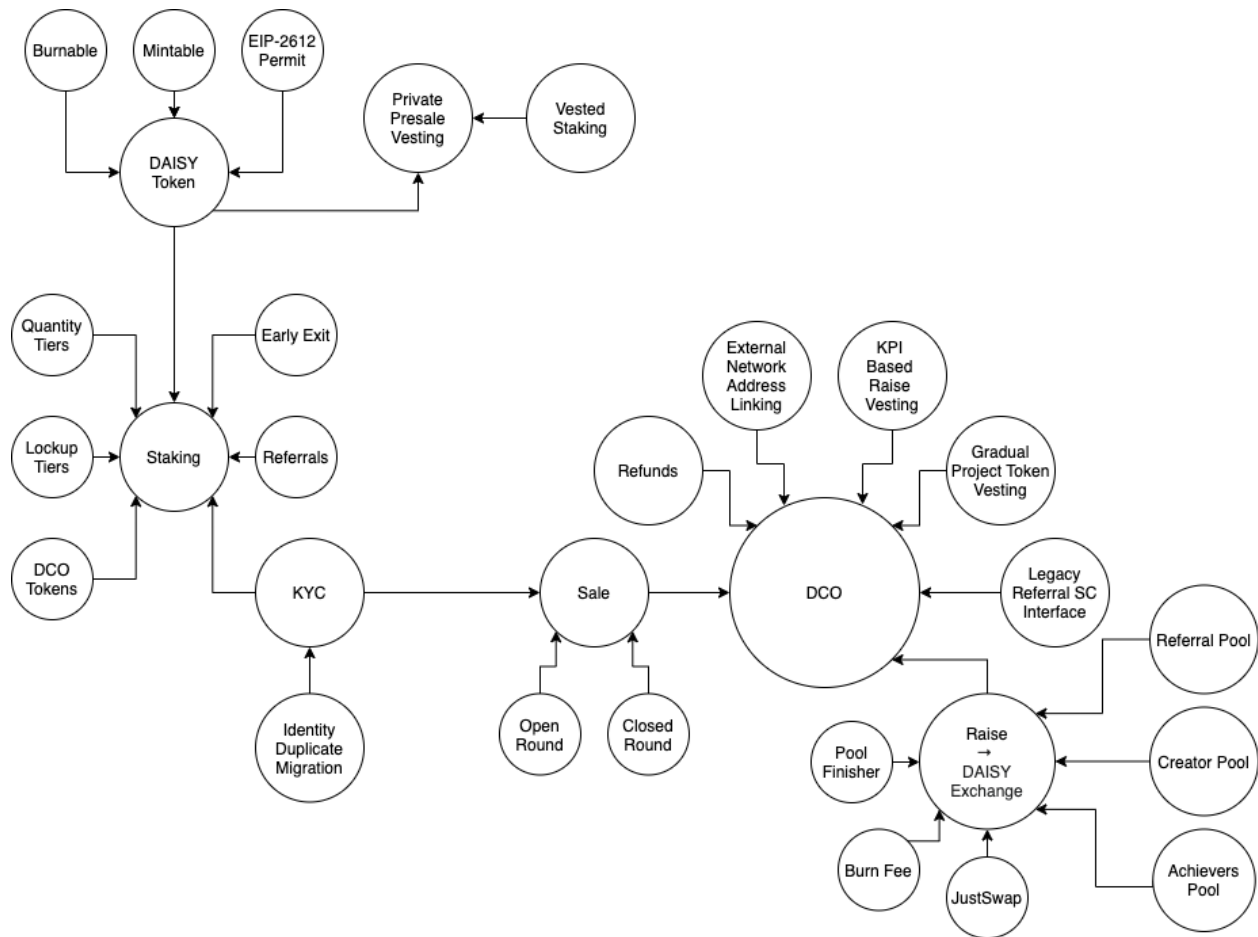 Burnable
Mintable
EIP-2612
Permit
Private
Presale
Vesting
Vested
Staking
DAISY
Token
Quantity
Tiers
Early Exit
Lockup
Tiers
Staking
Referrals
DCO
Tokens
KYC
Identity
Duplicate
Migration
Sale
Open
Round
Closed
Round
External
Network
Address
Linking
KPI
Based
Raise
Vesting
Refunds
Gradual
Project Token
Vesting
DCO
Legacy
Referral SC
Interface
Referral Pool
Pool
Finisher
Raise
→
DAISY
Exchange
Creator Pool
Burn Fee
JustSwap
Achievers
Pool